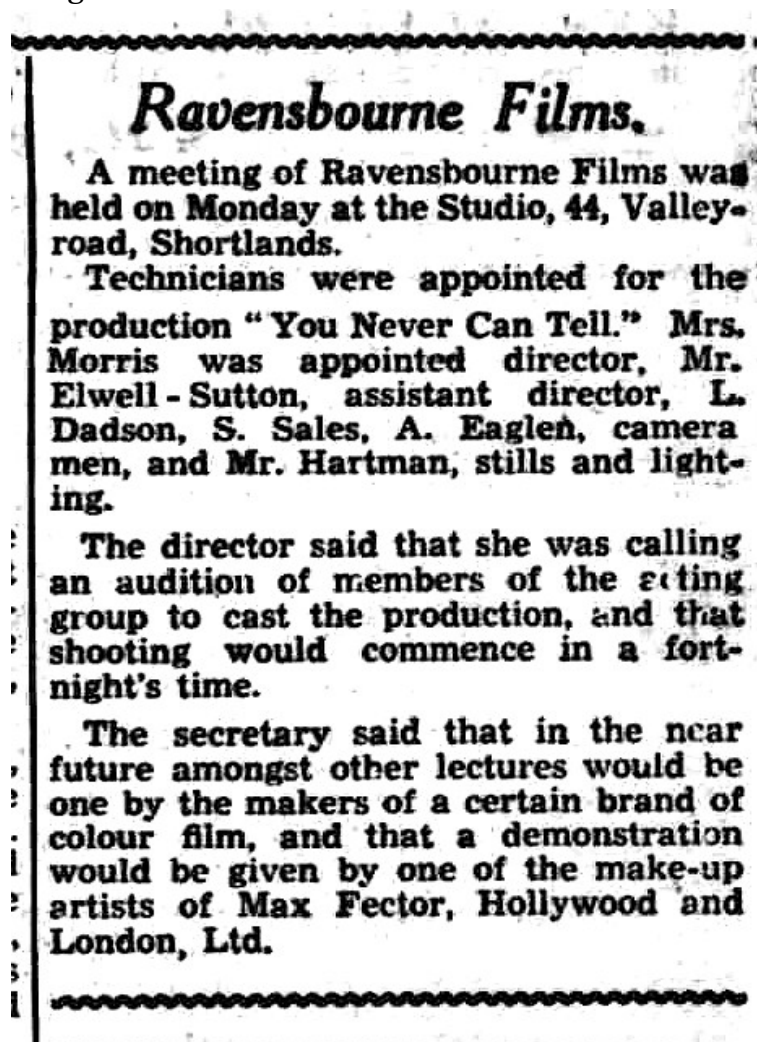 Ravensbourne Films.
A meeting of Ravensbourne Films was
held on Monday at the Studio, 44, Valley-
road, Shortlands.
Technicians were appointed for the
production "You Never Can Tell." Mrs.
Morris was appointed director, Mr.
Elwell-Sutton, assistant director, L.
Dadson, S. Sales, A. Eaglen, camera
men, and Mr. Hartman, stills and light-
ing.
The director said that she was calling
an audition of members of the acting
group to cast the production, and that
shooting would commence in a fort-
night's time.
The secretary said that in the near
future amongst other lectures would be
one by the makers of a certain brand of
colour film, and that a demonstration
would be given by one of the make-up
artists of Max Fector, Hollywood and
London, Ltd.